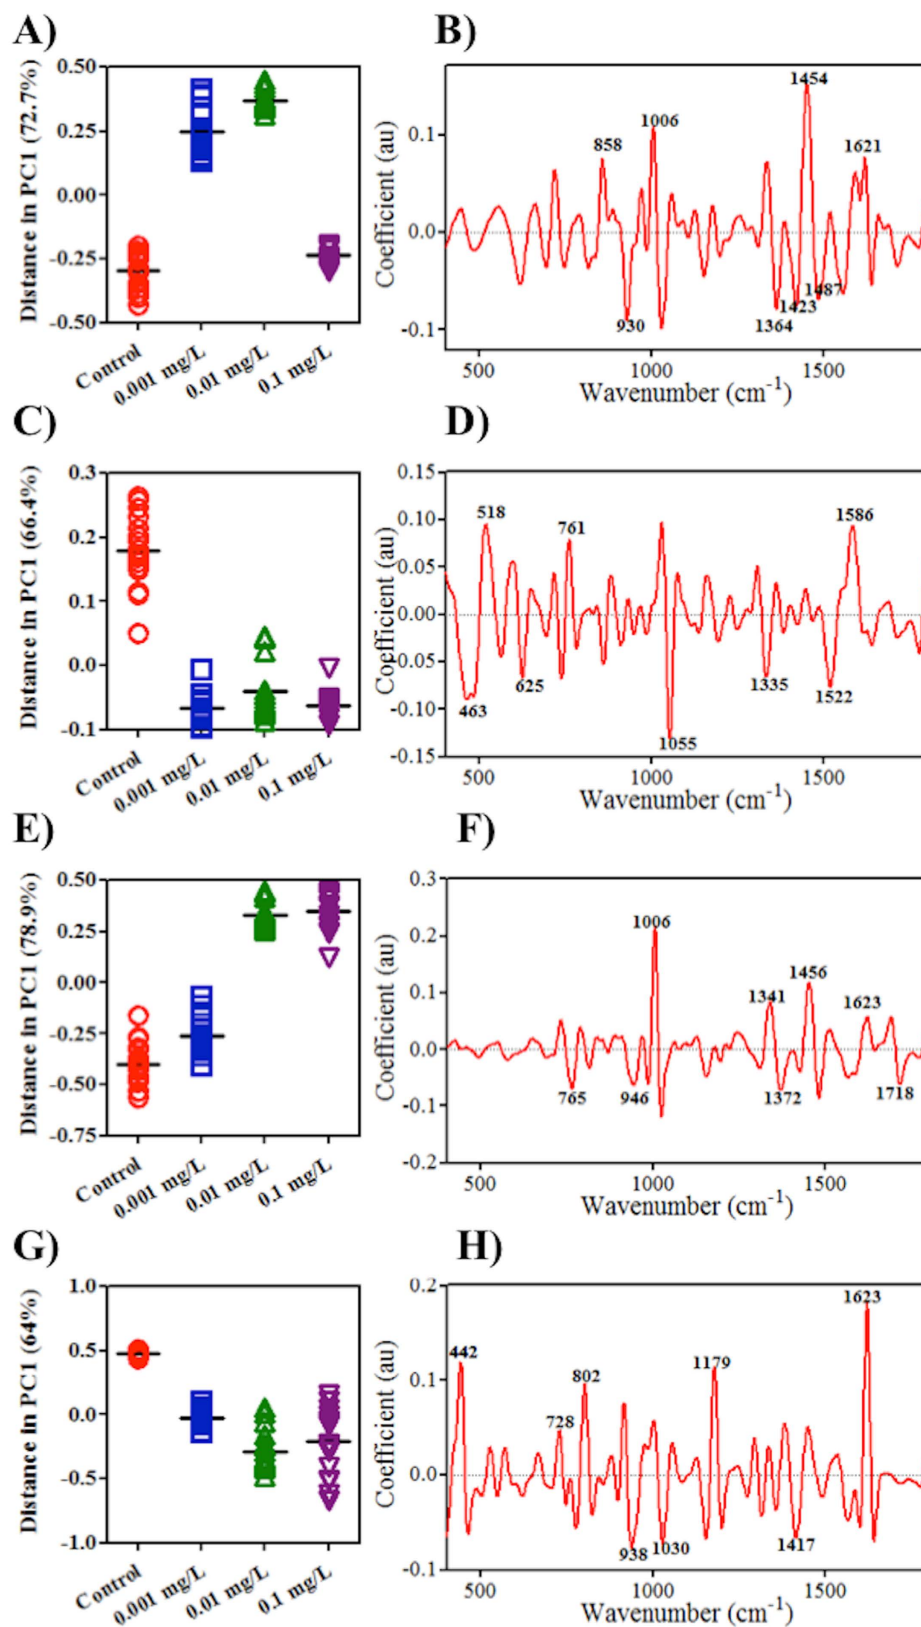 A)
Distance in PC1 (72.7%)
0.50
0.25
0.00
-0.25
-0.50
Control
0.001 mg/L
0.01 mg/L
0.1 mg/L
B)
Coefficient (au)
0.1
0.0
-0.1
858
1006
1454
1621
930
1364
1423
1487
500
1000
1500
Wavenumber (cm-1)
C)
Distance in PC1 (66.4%)
0.3
0.2
0.1
0.0
-0.1
Control
0.001 mg/L
0.01 mg/L
0.1 mg/L
D)
Coefficient (au)
0.15
0.10
0.05
0.00
-0.05
-0.10
-0.15
518
761
1586
463
625
1055
1335
1522
500
1000
1500
Wavenumber (cm-1)
E)
Distance in PC1 (78.9%)
0.50
0.25
0.00
-0.25
-0.50
-0.75
Control
0.001 mg/L
0.01 mg/L
0.1 mg/L
F)
Coefficient (au)
0.3
0.2
0.1
0.0
-0.1
-0.2
1006
1341
1456
1623
765
946
1372
1718
500
1000
1500
Wavenumber (cm-1)
G)
Distance in PC1 (64%)
1.0
0.5
0.0
-0.5
-1.0
Control
0.001 mg/L
0.01 mg/L
0.1 mg/L
H)
Coefficient (au)
0.2
0.1
0.0
-0.1
442
728
802
1179
1623
938
1030
1417
500
1000
1500
Wavenumber (cm-1)